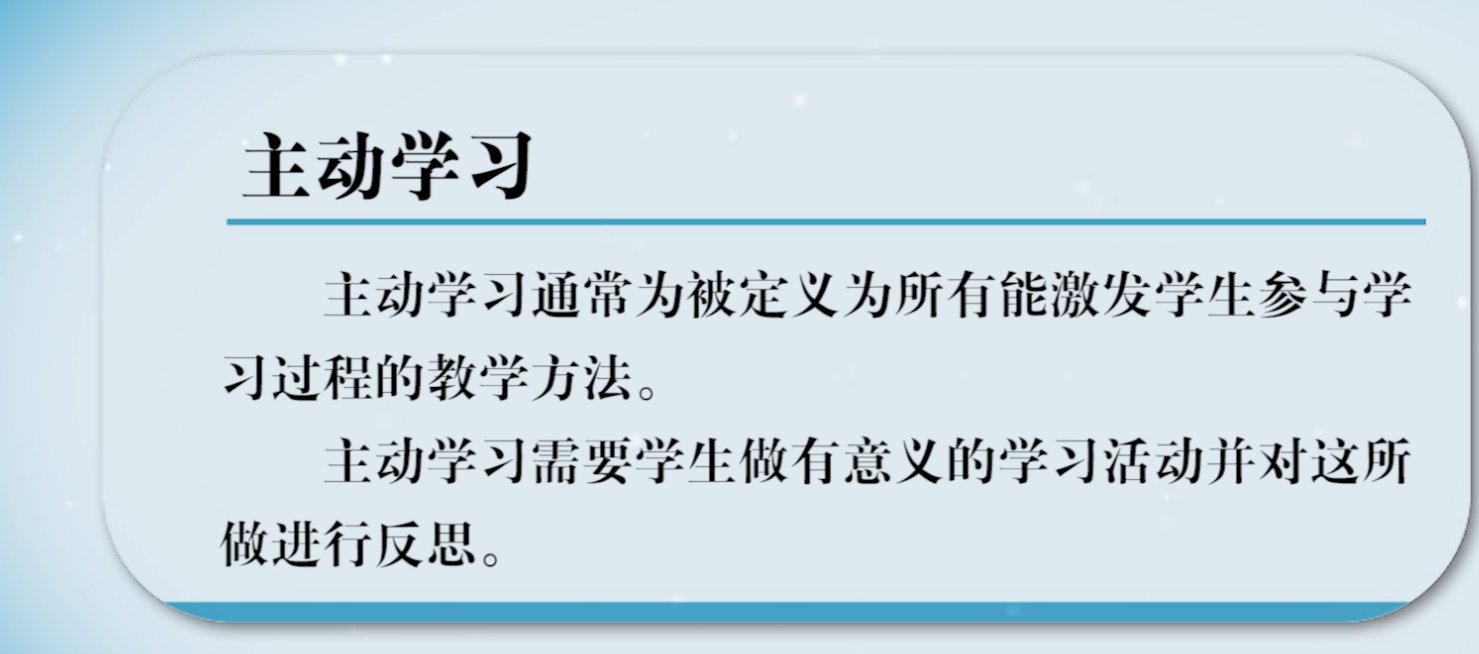 主动学习
主动学习通常为被定义为所有能激发学生参与学
习过程的教学方法。
主动学习需要学生做有意义的学习活动并对这所
做进行反思。